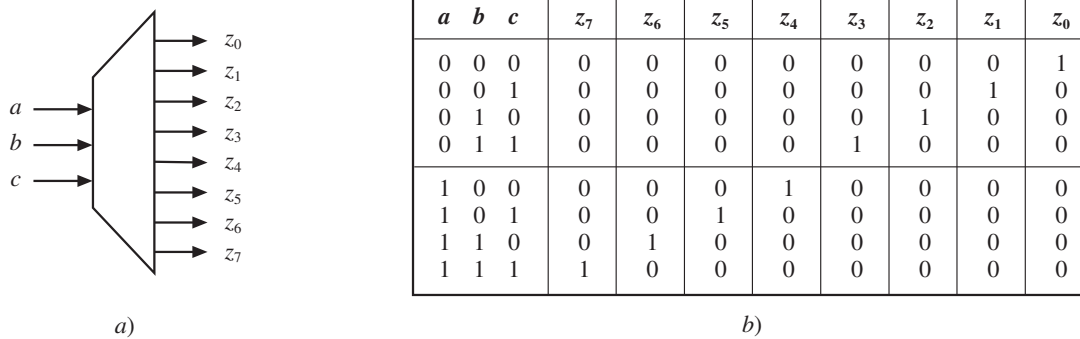 a
b
c
z0
z1
z2
z3
z4
z5
z6
z7
a)
a b c z7 z6 z5 z4 z3 z2 z1 z0
0 0 0 0 0 0 0 0 0 0 1
0 0 1 0 0 0 0 0 0 1 0
0 1 0 0 0 0 0 0 1 0 0
0 1 1 0 0 0 0 1 0 0 0
1 0 0 0 0 0 1 0 0 0 0
1 0 1 0 0 1 0 0 0 0 0
1 1 0 0 1 0 0 0 0 0 0
1 1 1 1 0 0 0 0 0 0 0
b)